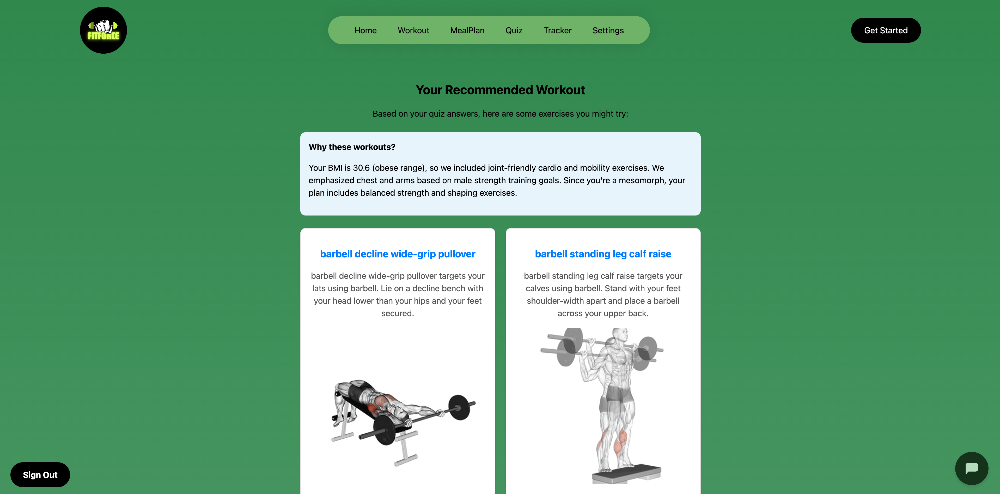 FITFORCE
Home
Workout
MealPlan
Quiz
Tracker
Settings
Get Started
Your Recommended Workout
Based on your quiz answers, here are some exercises you might try:
Why these workouts?
Your BMI is 30.6 (obese range), so we included joint-friendly cardio and mobility exercises. We
emphasized chest and arms based on male strength training goals. Since you're a mesomorph, your
plan includes balanced strength and shaping exercises.
barbell decline wide-grip pullover
barbell decline wide-grip pullover targets your
lats using barbell. Lie on a decline bench with
your head lower than your hips and your feet
secured.
barbell standing leg calf raise
barbell standing leg calf raise targets your
calves using barbell. Stand with your feet
shoulder-width apart and place a barbell
across your upper back.
Sign Out